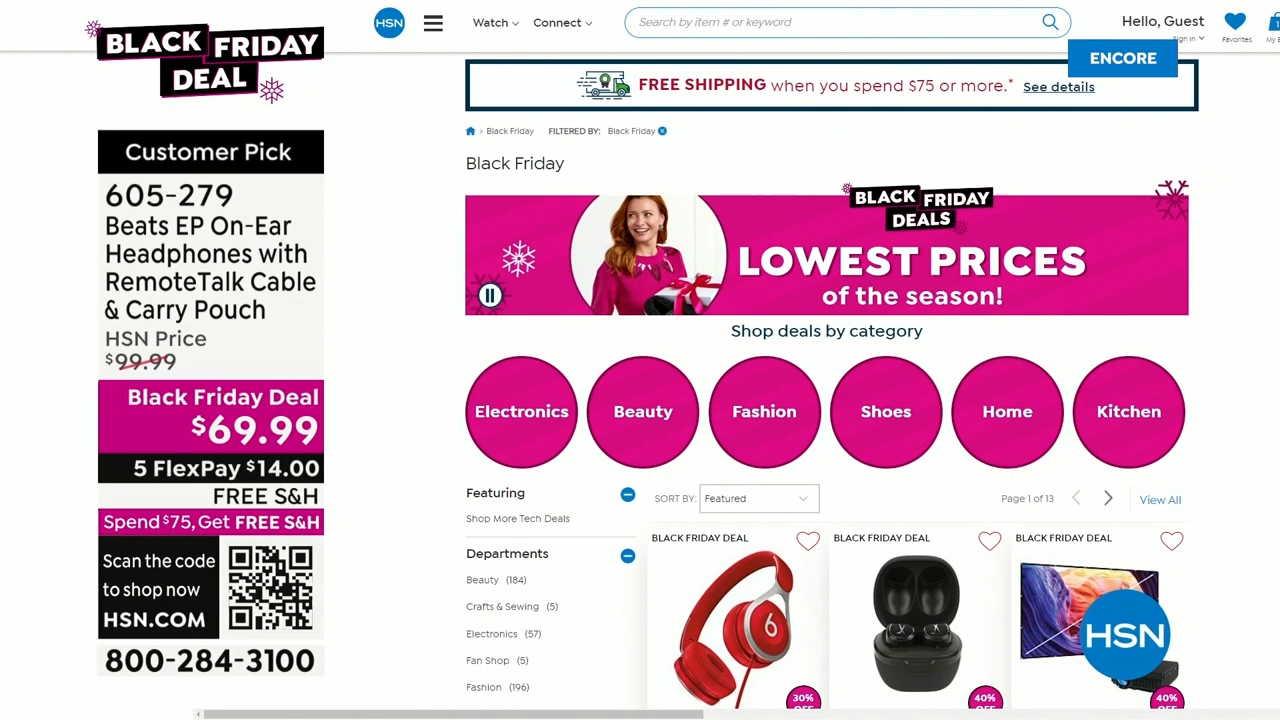 BLACK FRIDAY
DEAL
Customer Pick
605-279
Beats EP On-Ear
Headphones with
RemoteTalk Cable
& Carry Pouch
HSN Price
$99.99
Black Friday Deal
$69.99
5 FlexPay $14.00
FREE S&H
Spend $75, Get FREE S&H
Scan the code
to shop now
HSN.COM
800-284-3100
HSN
Watch
Connect
Search by item # or keyword
Hello, Guest
Sign In
Favorites
ENCORE
FREE SHIPPING when you spend $75 or more.* See details
> Black Friday FILTERED BY: Black Friday
Black Friday
BLACK FRIDAY
DEALS
LOWEST PRICES
of the season!
Shop deals by category
Electronics
Beauty
Fashion
Shoes
Home
Kitchen
Featuring
Shop More Tech Deals
Departments
Beauty (184)
Crafts & Sewing (5)
Electronics (57)
Fan Shop (5)
Fashion (196)
SORT BY: Featured
Page 1 of 13
View All
BLACK FRIDAY DEAL
30%
BLACK FRIDAY DEAL
40%
BLACK FRIDAY DEAL
40%
HSN